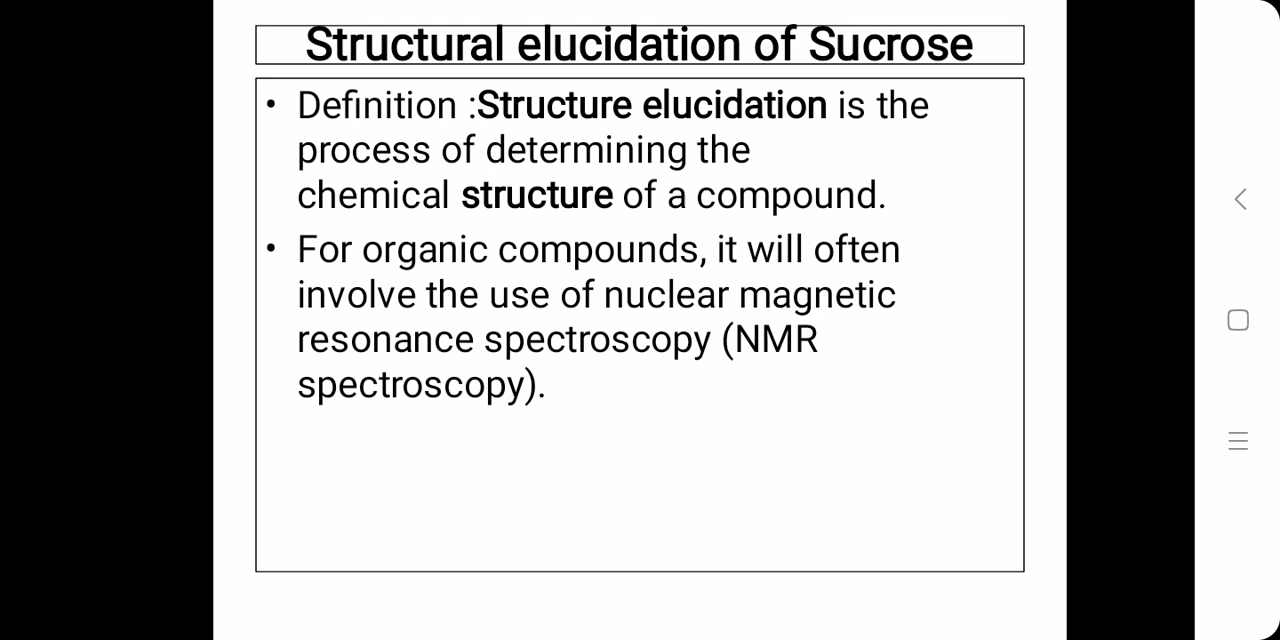 Structural elucidation of Sucrose
• Definition :Structure elucidation is the
process of determining the
chemical structure of a compound.
• For organic compounds, it will often
involve the use of nuclear magnetic
resonance spectroscopy (NMR
spectroscopy).